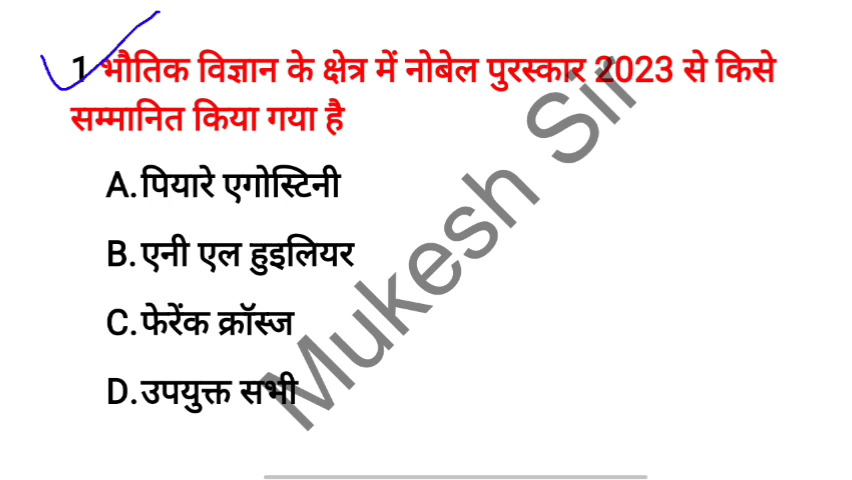 1 भौतिक विज्ञान के क्षेत्र में नोबेल पुरस्कार 2023 से किसे
सम्मानित किया गया है
A. पियारे एगोस्टिनी
B. एनी एल हुइलियर
C. फेरेंक क्रॉस्ज
D. उपयुक्त सभी
Mukesh Sir